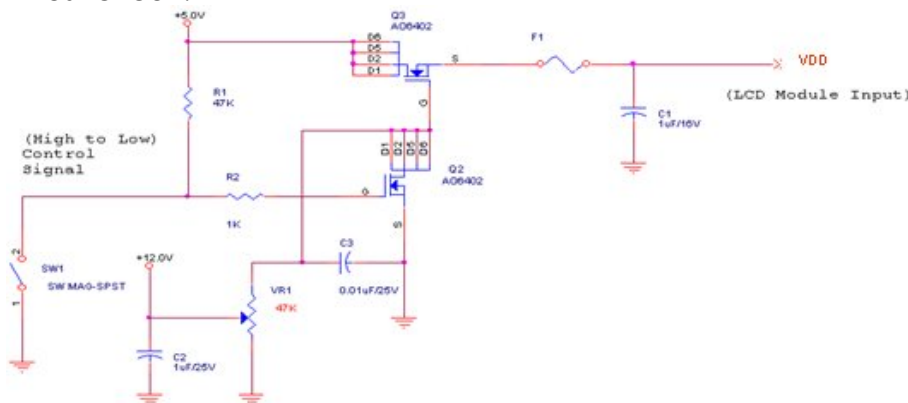 +5.0V
Q3
AO6402
D6
D5
D2
D1
S
G
F1
VDD
(LCD Module Input)
C1
1uF/16V
R1
47K
(High to Low)
Control
Signal
D1
D2
D5
D6
Q2
AO6402
R2
1K
G
S
2
SW1
SW MAG-SPST
1
+12.0V
C3
0.01uF/25V
VR1
47K
C2
1uF/25V